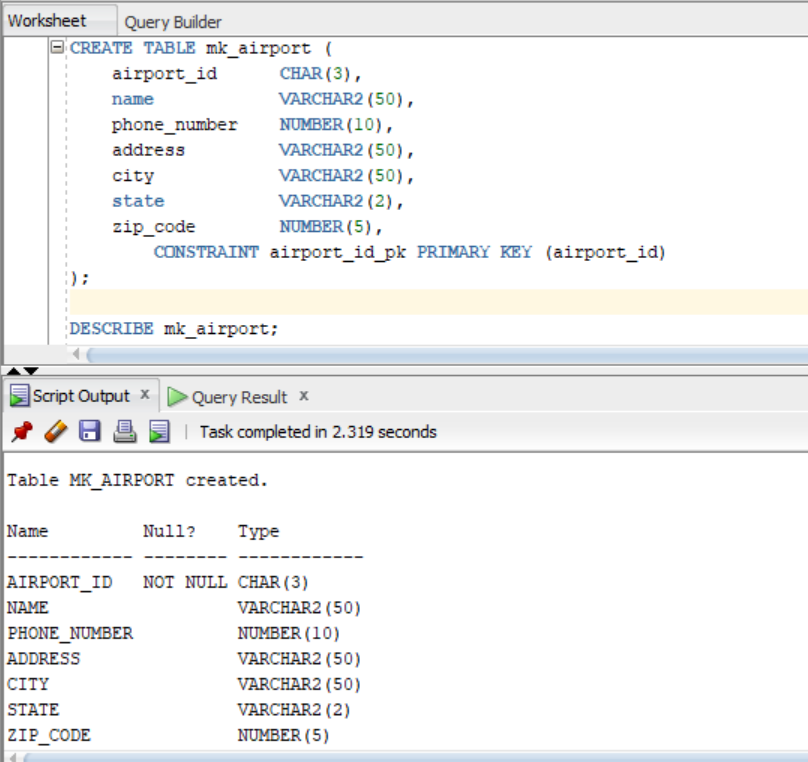 Worksheet Query Builder
CREATE TABLE mk_airport (
    airport_id      CHAR(3),
    name            VARCHAR2(50),
    phone_number    NUMBER(10),
    address         VARCHAR2(50),
    city            VARCHAR2(50),
    state           VARCHAR2(2),
    zip_code        NUMBER(5),
        CONSTRAINT airport_id_pk PRIMARY KEY (airport_id)
);
DESCRIBE mk_airport;
Script Output x Query Result x
Task completed in 2.319 seconds
Table MK_AIRPORT created.
Name         Null?    Type
------------ -------- ------------
AIRPORT_ID   NOT NULL CHAR(3)
NAME                  VARCHAR2(50)
PHONE_NUMBER          NUMBER(10)
ADDRESS               VARCHAR2(50)
CITY                  VARCHAR2(50)
STATE                 VARCHAR2(2)
ZIP_CODE              NUMBER(5)